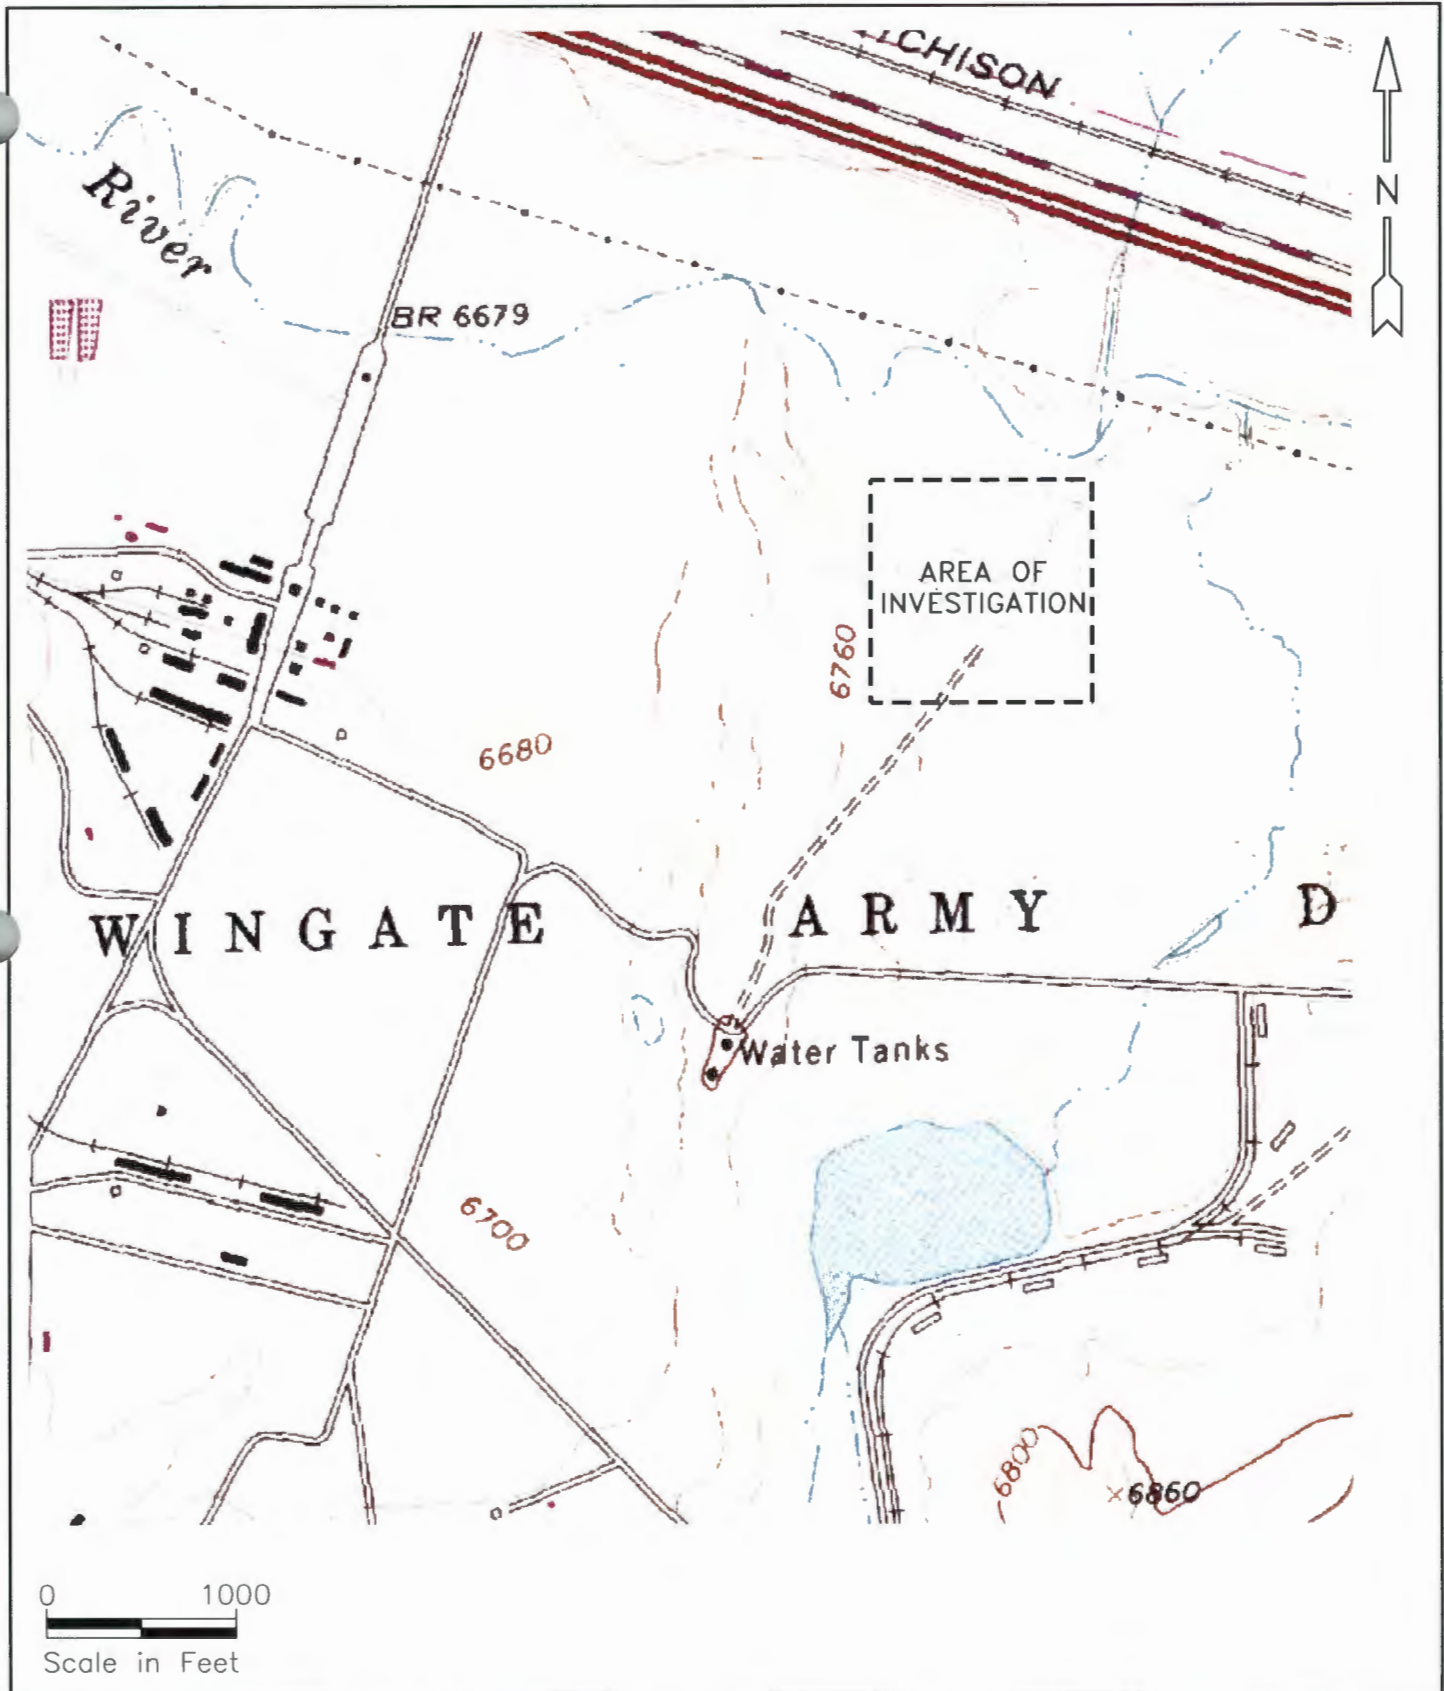 TCHISON
N
River
BR 6679
AREA OF
INVESTIGATION
6760
6680
WINGATE ARMY D
Water Tanks
6700
6800
6860
0 1000
Scale in Feet